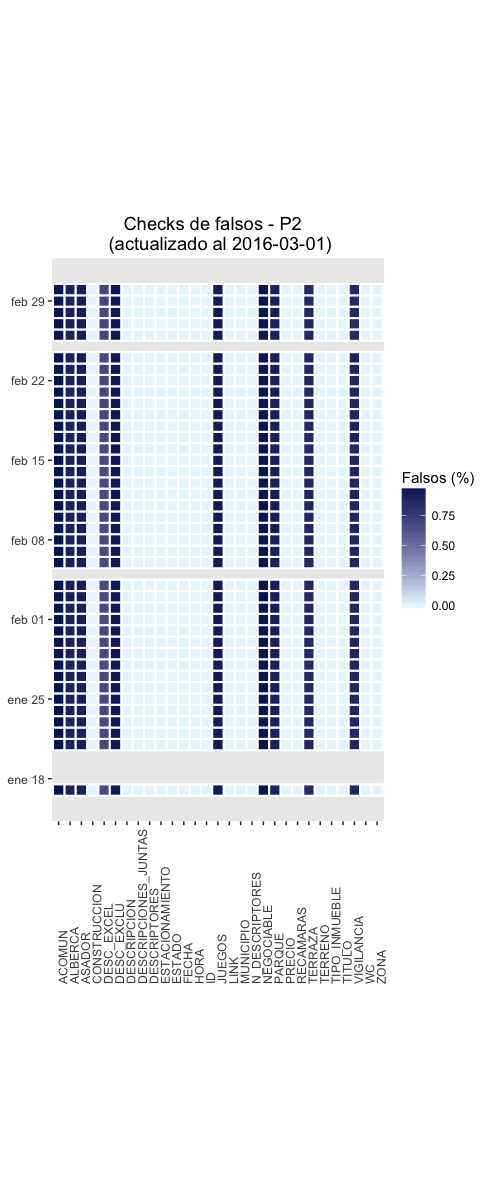 Checks de falsos - P2
(actualizado al 2016-03-01)
feb 29
feb 22
feb 15
feb 08
feb 01
ene 25
ene 18
Falsos (%)
0.75
0.50
0.25
0.00
ACOMUN
ALBERCA
ASADOR
CONSTRUCCION
DESC_EXCEL
DESC_EXCLU
DESCRIPCION
DESCRIPCIONES_JUNTAS
DESCRIPTORES
ESTACIONAMIENTO
ESTADO
FECHA
HORA
ID
JUEGOS
LINK
MUNICIPIO
N_DESCRIPTORES
NEGOCIABLE
PARQUE
PRECIO
RECAMARAS
TERRAZA
TERRENO
TIPO_INMUEBLE
TITULO
VIGILANCIA
WC
ZONA